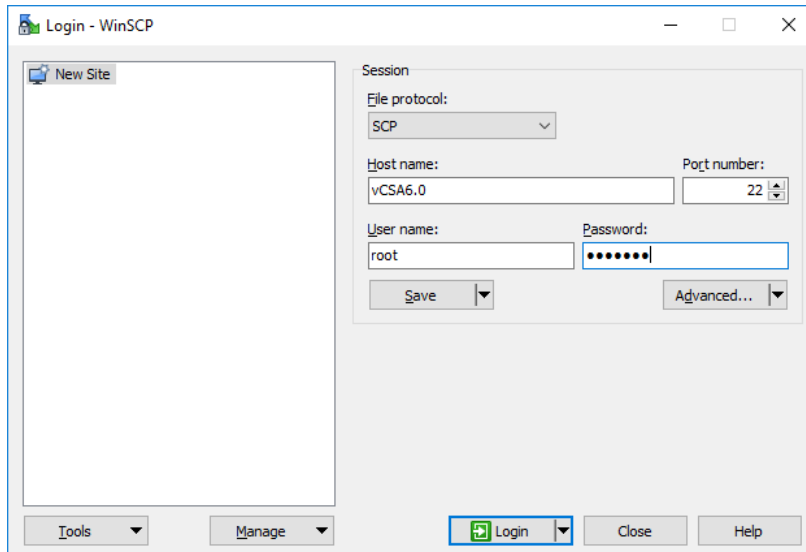 Login - WinSCP
New Site
Session
File protocol:
SCP
Host name:
Port number:
vCSA6.0
22
User name:
Password:
root
•••••••
Save
Advanced...
Tools
Manage
Login
Close
Help